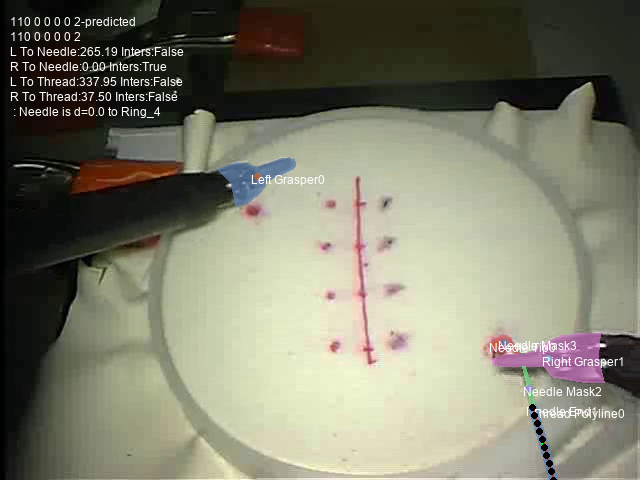 110 0 0 0 0 2-predicted
110 0 0 0 0 2
L To Needle:265.19 Inters:False
R To Needle:0.00 Inters:True
L To Thread:337.95 Inters:False
R To Thread:37.50 Inters:False
: Needle is d=0.0 to Ring_4
Left Grasper0
Needle Mask3
Right Grasper1
Needle Mask2
Thread Polyline0